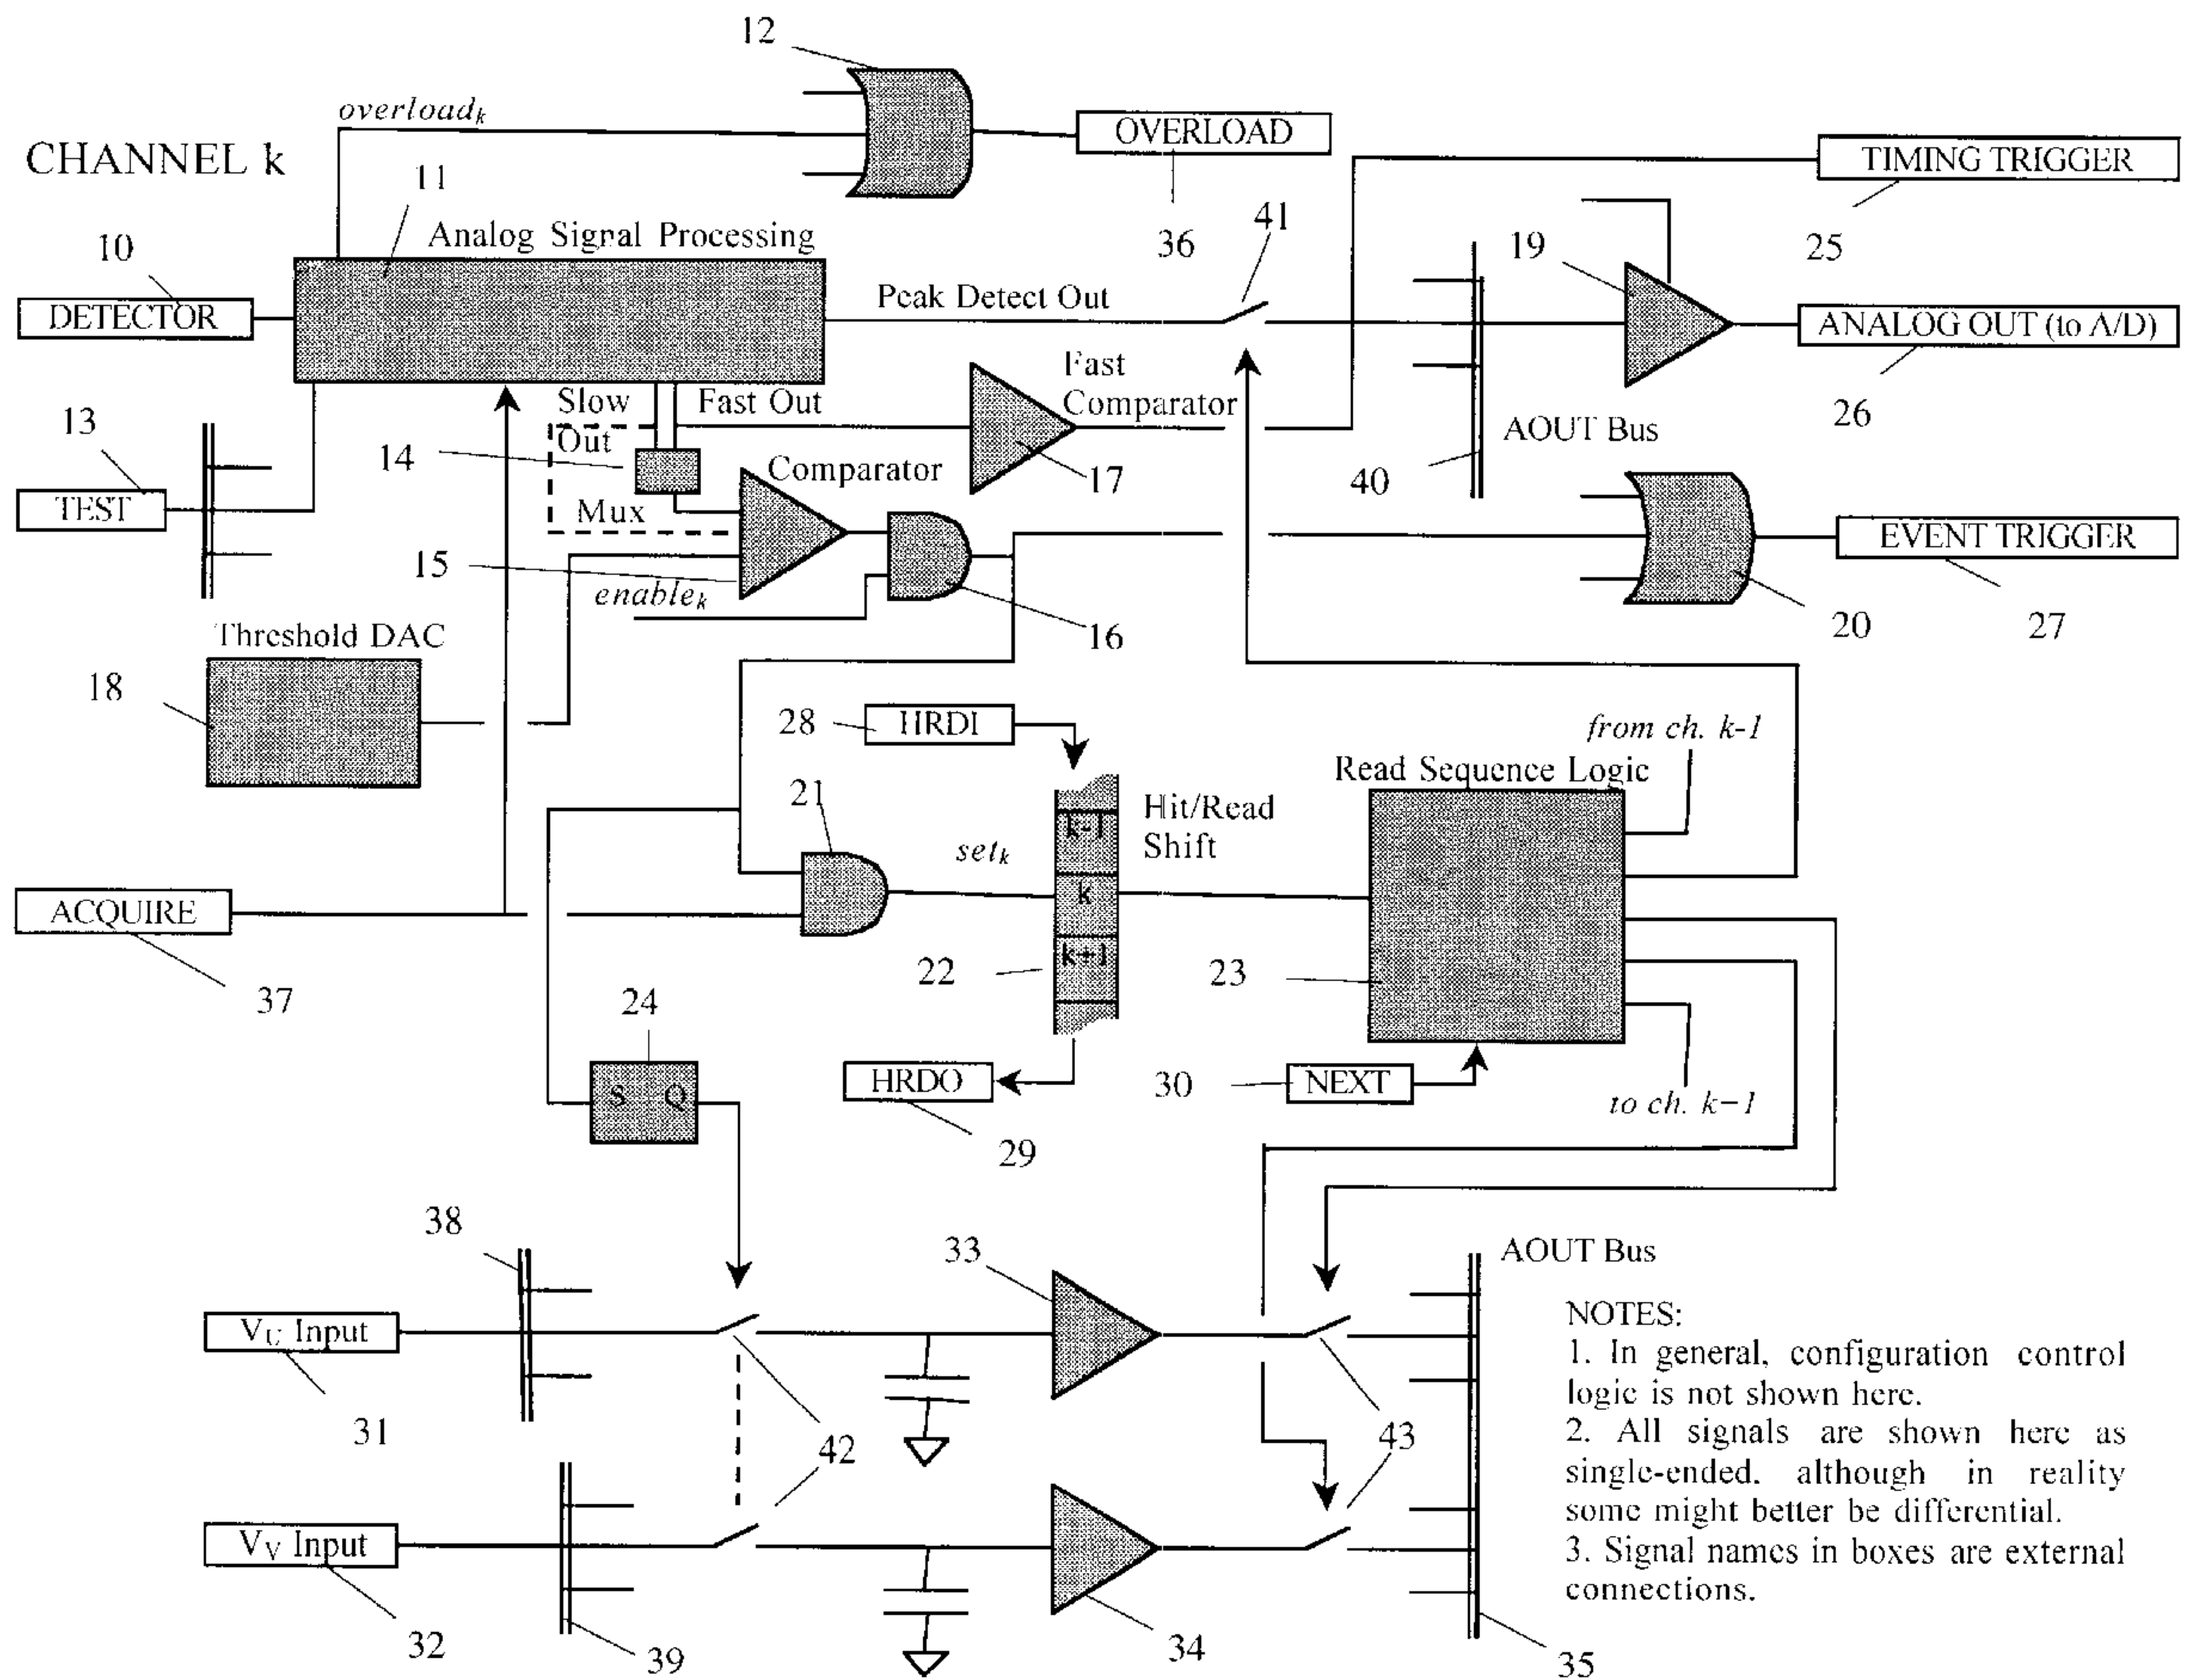 12
overloadk
CHANNEL k
OVERLOAD
TIMING TRIGGER
11
41
10
Analog Signal Processing
36
19
25
DETECTOR
Peak Detect Out
ANALOG OUT (to A/D)
Slow
Out
Fast Out
Fast
Comparator
26
13
14
Comparator
17
40
AOUT Bus
TEST
Mux
EVENT TRIGGER
15
enablek
16
20
27
Threshold DAC
18
28
HRDI
from ch. k-1
Read Sequence Logic
21
k-1
Hit/Read
Shift
setk
k
ACQUIRE
k+1
22
23
37
24
S Q
HRDO
30
NEXT
to ch. k-1
29
38
33
AOUT Bus
VU Input
31
42
43
VV Input
32
39
34
35
NOTES:
1. In general, configuration control
logic is not shown here.
2. All signals are shown here as
single-ended. although in reality
some might better be differential.
3. Signal names in boxes are external
connections.